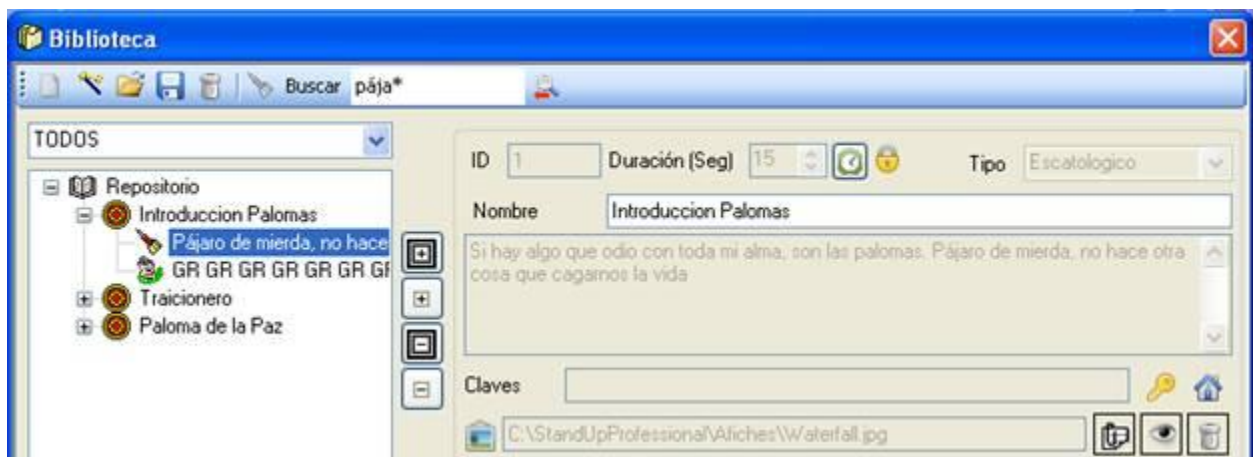 Biblioteca
Buscar pája*
TODOS
Repositorio
Introduccion Palomas
Pájaro de mierda, no hace
GR GR GR GR GR GR GF
Traicionero
Paloma de la Paz
ID 1 Duración (Seg) 15 Tipo Escatologico
Nombre Introduccion Palomas
Si hay algo que odio con toda mi alma, son las palomas. Pájaro de mierda, no hace otra
cosa que cagarnos la vida
Claves
C:\StandUpProfessional\Afiches\Waterfall.jpg